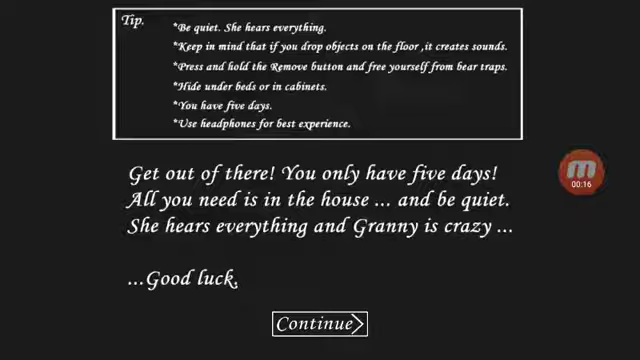 Tip.
*Be quiet. She hears everything.
*Keep in mind that if you drop objects on the floor ,it creates sounds.
*Press and hold the Remove button and free yourself from bear traps.
*Hide under beds or in cabinets.
*You have five days.
*Use headphones for best experience.
Get out of there! You only have five days!
All you need is in the house ... and be quiet.
She hears everything and Granny is crazy ...
...Good luck.
Continue
00:16